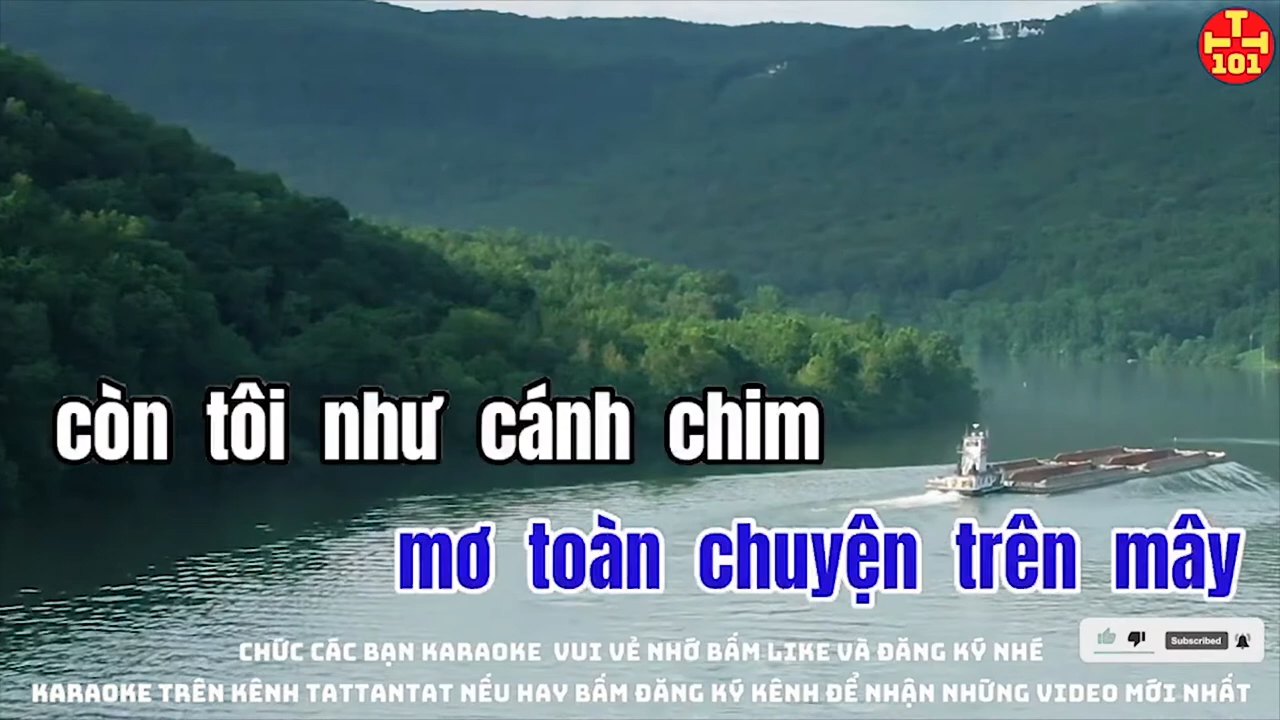 TTH
101
còn tôi như cánh chim
mơ toàn chuyện trên mây
Subscribed
CHỮC CÁC BẠN KARAOKE VUI VẺ NHỚ BẤM LIKE VÀ ĐĂNG KÝ NHÉ
KARAOKE TRÊN KÊNH TATTANTAT NẾU HAY BẤM ĐĂNG KÝ KÊNH ĐỂ NHẬN NHỮNG VIDEO MỚI NHẤT